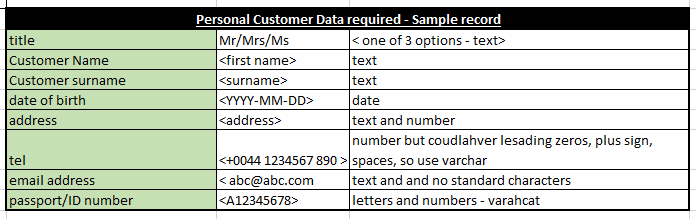 Personal Customer Data required - Sample record
title Mr/Mrs/Ms < one of 3 options - text>
Customer Name <first name> text
Customer surname <surname> text
date of birth <YYYY-MM-DD> date
address <address> text and number
number but coudlahver lesading zeros, plus sign,
tel <+0044 1234567 890 > spaces, so use varchar
email address < abc@abc.com text and and no standard characters
passport/ID number <A12345678> letters and numbers - varahcat